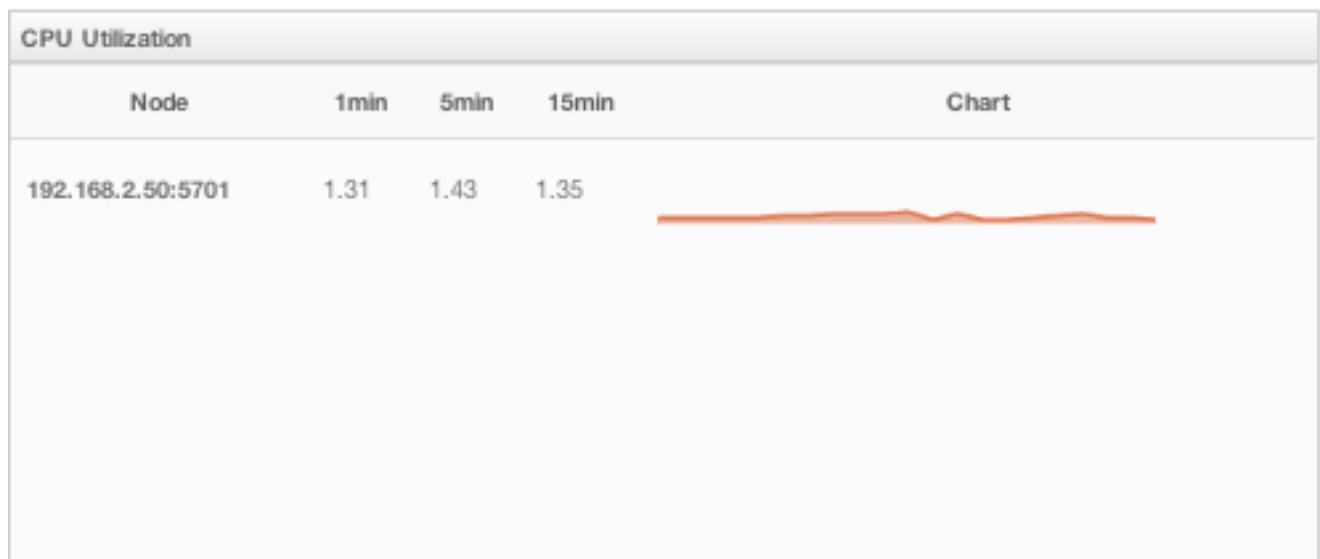 CPU Utilization
Node 1min 5min 15min Chart
192.168.2.50:5701 1.31 1.43 1.35